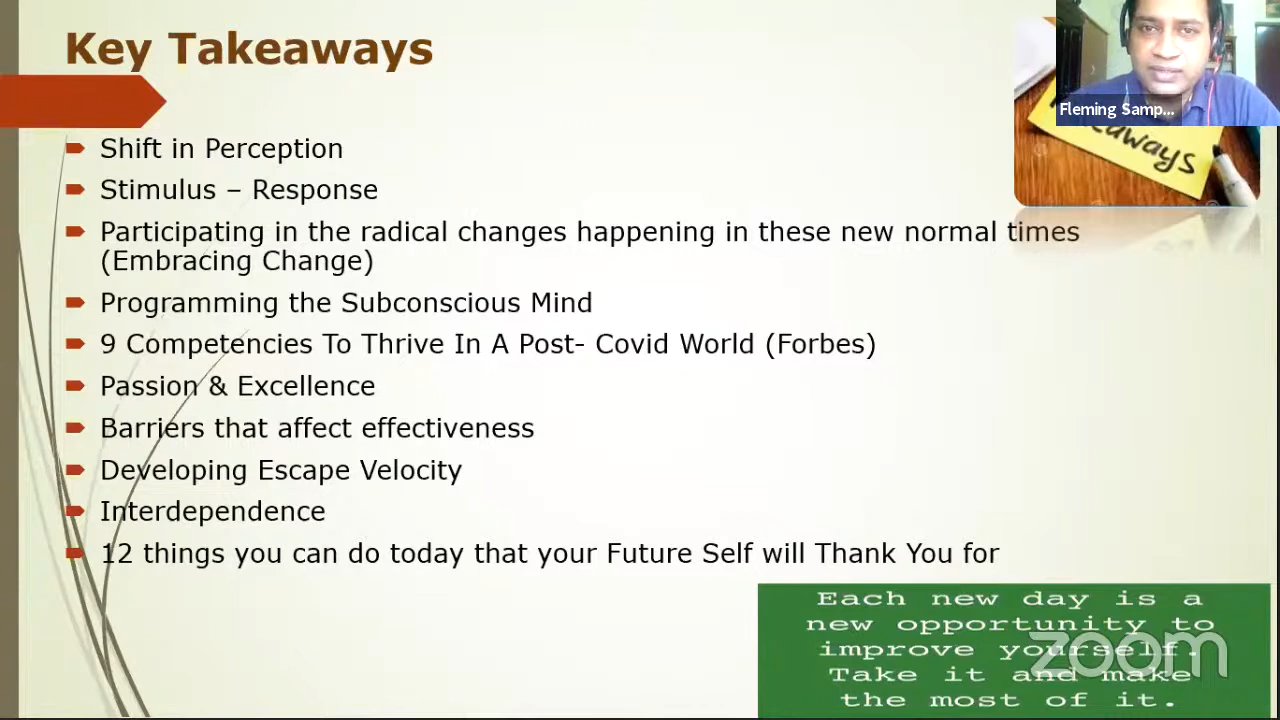 Key Takeaways
Fleming Samp...
Shift in Perception
Stimulus – Response
Participating in the radical changes happening in these new normal times
(Embracing Change)
Programming the Subconscious Mind
9 Competencies To Thrive In A Post- Covid World (Forbes)
Passion & Excellence
Barriers that affect effectiveness
Developing Escape Velocity
Interdependence
12 things you can do today that your Future Self will Thank You for
Each new day is a
new opportunity to
improve yourself.
Take it and make
the most of it.
zoom